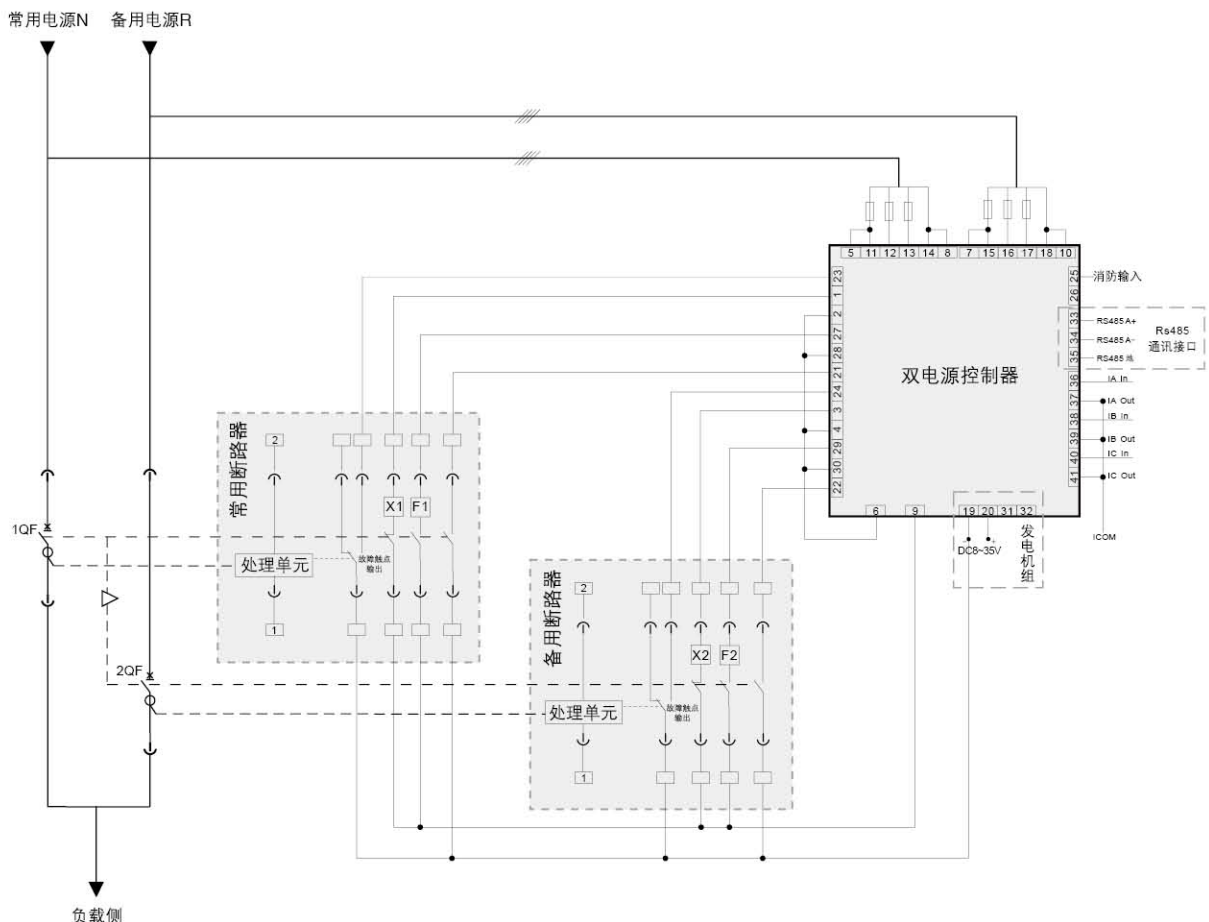 常用电源N 备用电源R
5 11 12 13 14 8 7 15 16 17 18 10
23
1
2
27
28
21
24
3
4
29
30
22
25 消防输入
26
33 RS485 A+
34 RS485 A-
35 RS485 地
Rs485
通讯接口
36 IA In
37 IA Out
38 IB In
39 IB Out
40 IC In
41 IC Out
ICOM
双电源控制器
6 9 19 20 31 32
- +
DC8~35V
发电机组
常用断路器
2
X1 F1
处理单元
故障触点
输出
1
1QF
2QF
备用断路器
2
X2 F2
处理单元
故障触点
输出
1
负载侧